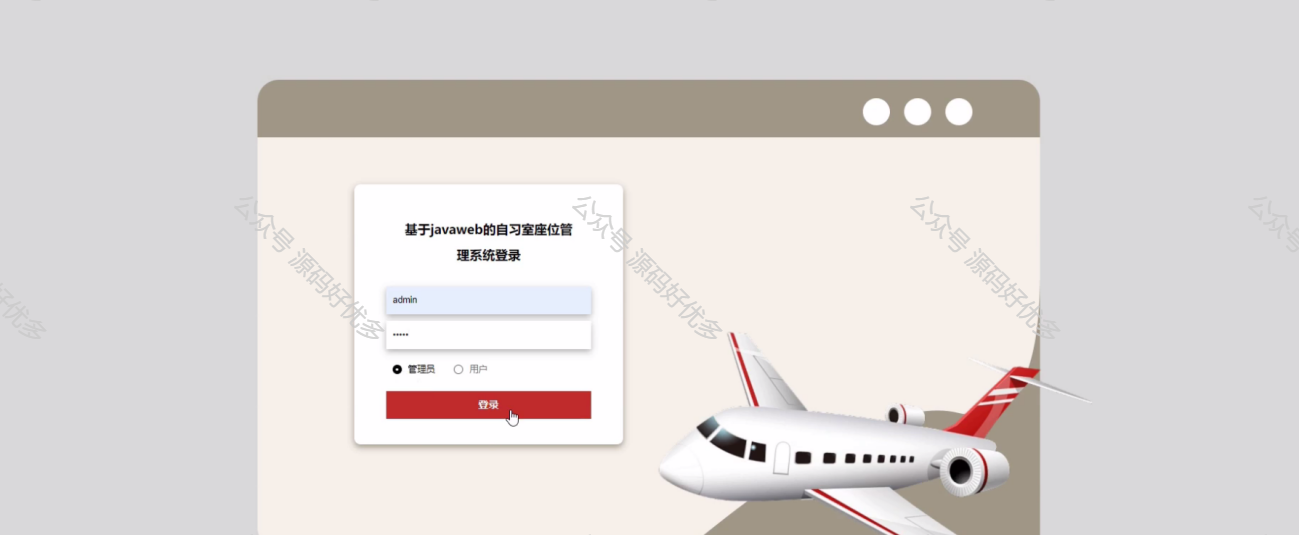 基于javaweb的自习室座位管
理系统登录
admin
•••••
管理员 用户
登录
公众号 源码好优多
公众号 源码好优多
公众号 源码好优多
公众号
好优多